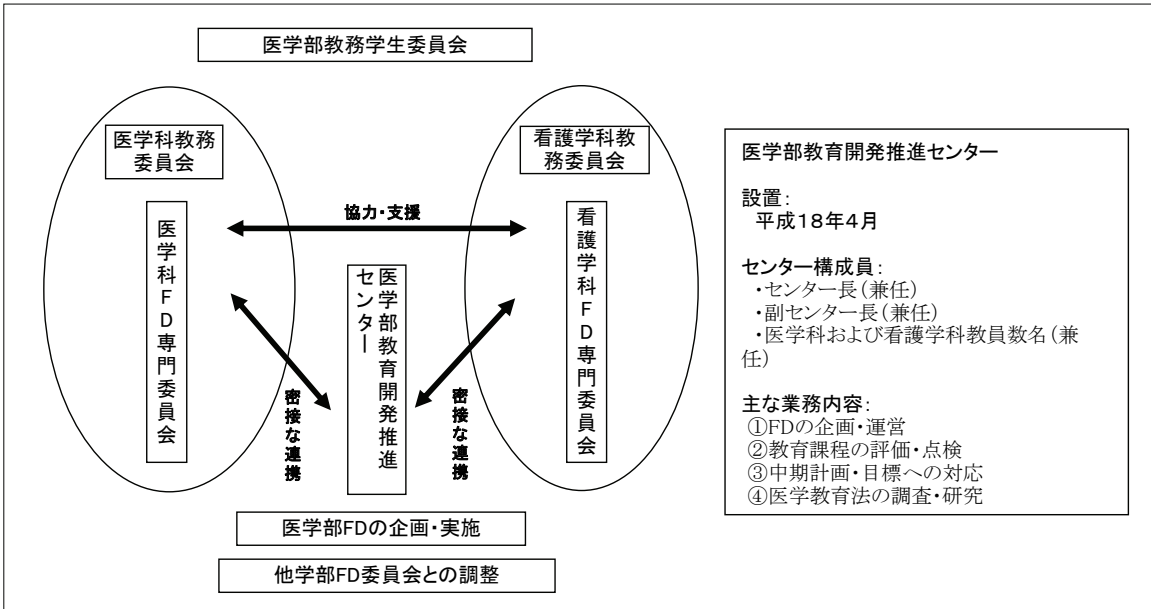 医学部教務学生委員会
医学科教務
委員会
看護学科教
務委員会
協力・支援
医学科FD専門委員会
医学部教育開発推進
センター
看護学科FD専門委員会
密接な連携
密接な連携
医学部FDの企画・実施
他学部FD委員会との調整
医学部教育開発推進センター
設置:
平成18年4月
センター構成員:
・センター長(兼任)
・副センター長(兼任)
・医学科および看護学科教員数名(兼
任)
主な業務内容:
①FDの企画・運営
②教育課程の評価・点検
③中期計画・目標への対応
④医学教育法の調査・研究